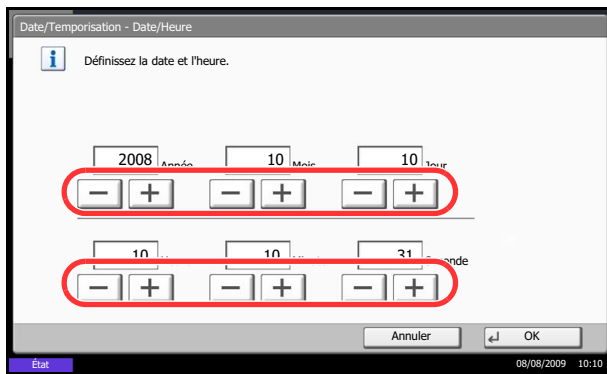 Date/Temporisation - Date/Heure
Définissez la date et l'heure.
2008 Année 10 Mois 10 Jour
10 10 31 Seconde
Annuler OK
État 08/08/2009 10:10